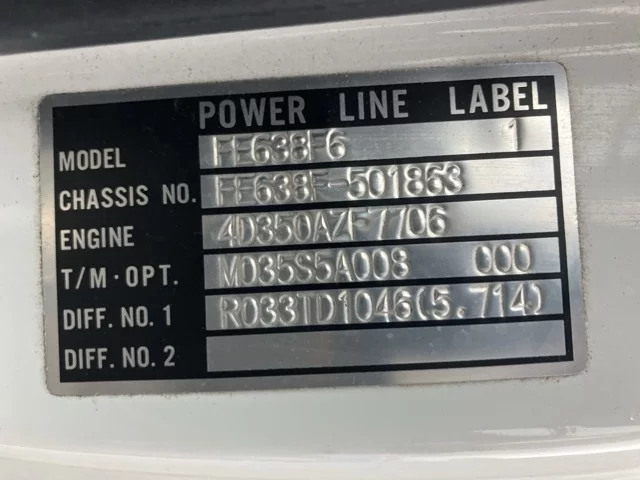 POWER LINE LABEL
MODEL FE638F6 1
CHASSIS NO. FE638F-501863
ENGINE 4D350AZF7706
T/M·OPT. M035S5A008 000
DIFF. NO. 1 R033TD1046(5.714)
DIFF. NO. 2